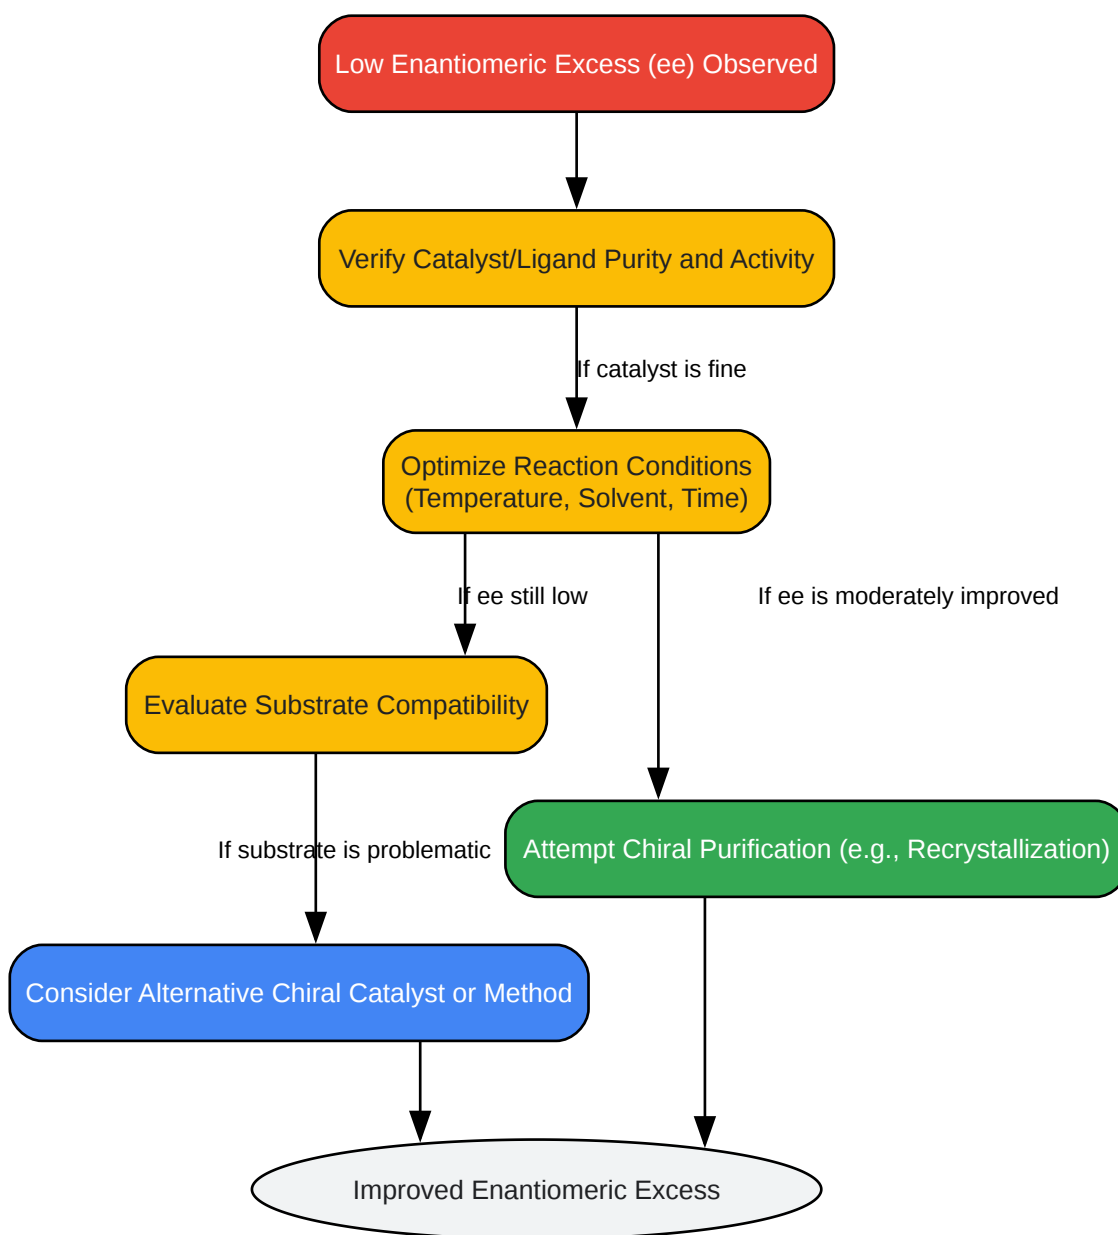 Low Enantiomeric Excess (ee) Observed
Verify Catalyst/Ligand Purity and Activity
If catalyst is fine
Optimize Reaction Conditions
(Temperature, Solvent, Time)
If ee still low
If ee is moderately improved
Evaluate Substrate Compatibility
If substrate is problematic
Attempt Chiral Purification (e.g., Recrystallization)
Consider Alternative Chiral Catalyst or Method
Improved Enantiomeric Excess